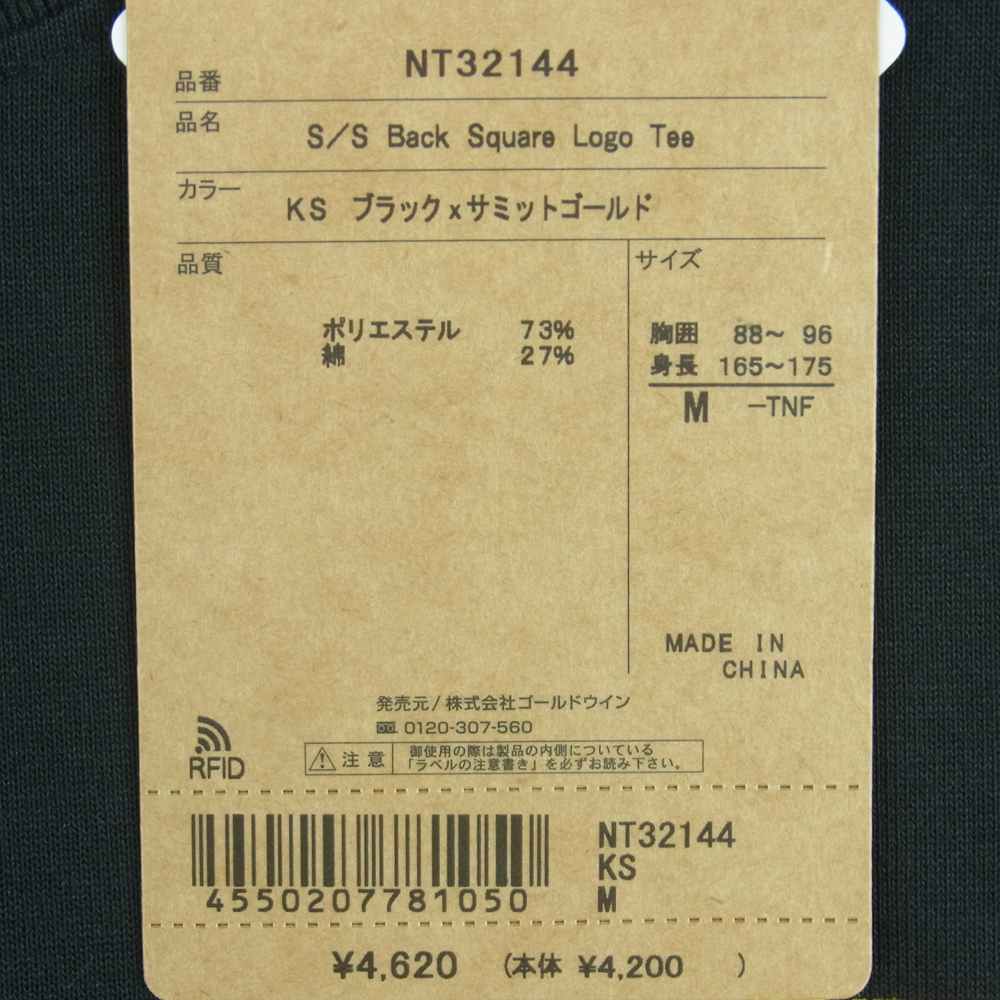 品番 NT32144
品名 S/S Back Square Logo Tee
カラー KS ブラックxサミットゴールド
品質
ポリエステル 73%
綿 27%
サイズ
胸囲 88～ 96
身長 165～175
M －TNF
MADE IN
CHINA
発売元/株式会社ゴールドウイン
0120-307-560
RFID
注意
御使用の際は製品の内側についている
「ラベルの注意書き」を必ずお読み下さい。
4550207781050
NT32144
KS
M
¥4,620 (本体 ¥4,200 )